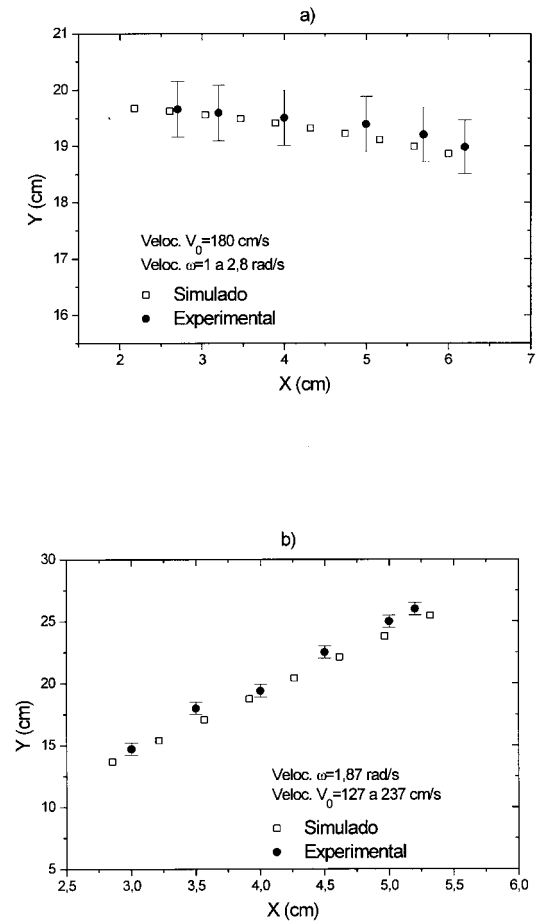 a)
21
20
19
18
17
16
Y (cm)
Veloc. V0=180 cm/s
Veloc. ω=1 a 2,8 rad/s
Simulado
Experimental
2 3 4 5 6 7
X (cm)
b)
30
25
20
15
10
5
Y (cm)
Veloc. ω=1,87 rad/s
Veloc. V0=127 a 237 cm/s
Simulado
Experimental
2,5 3,0 3,5 4,0 4,5 5,0 5,5 6,0
X (cm)